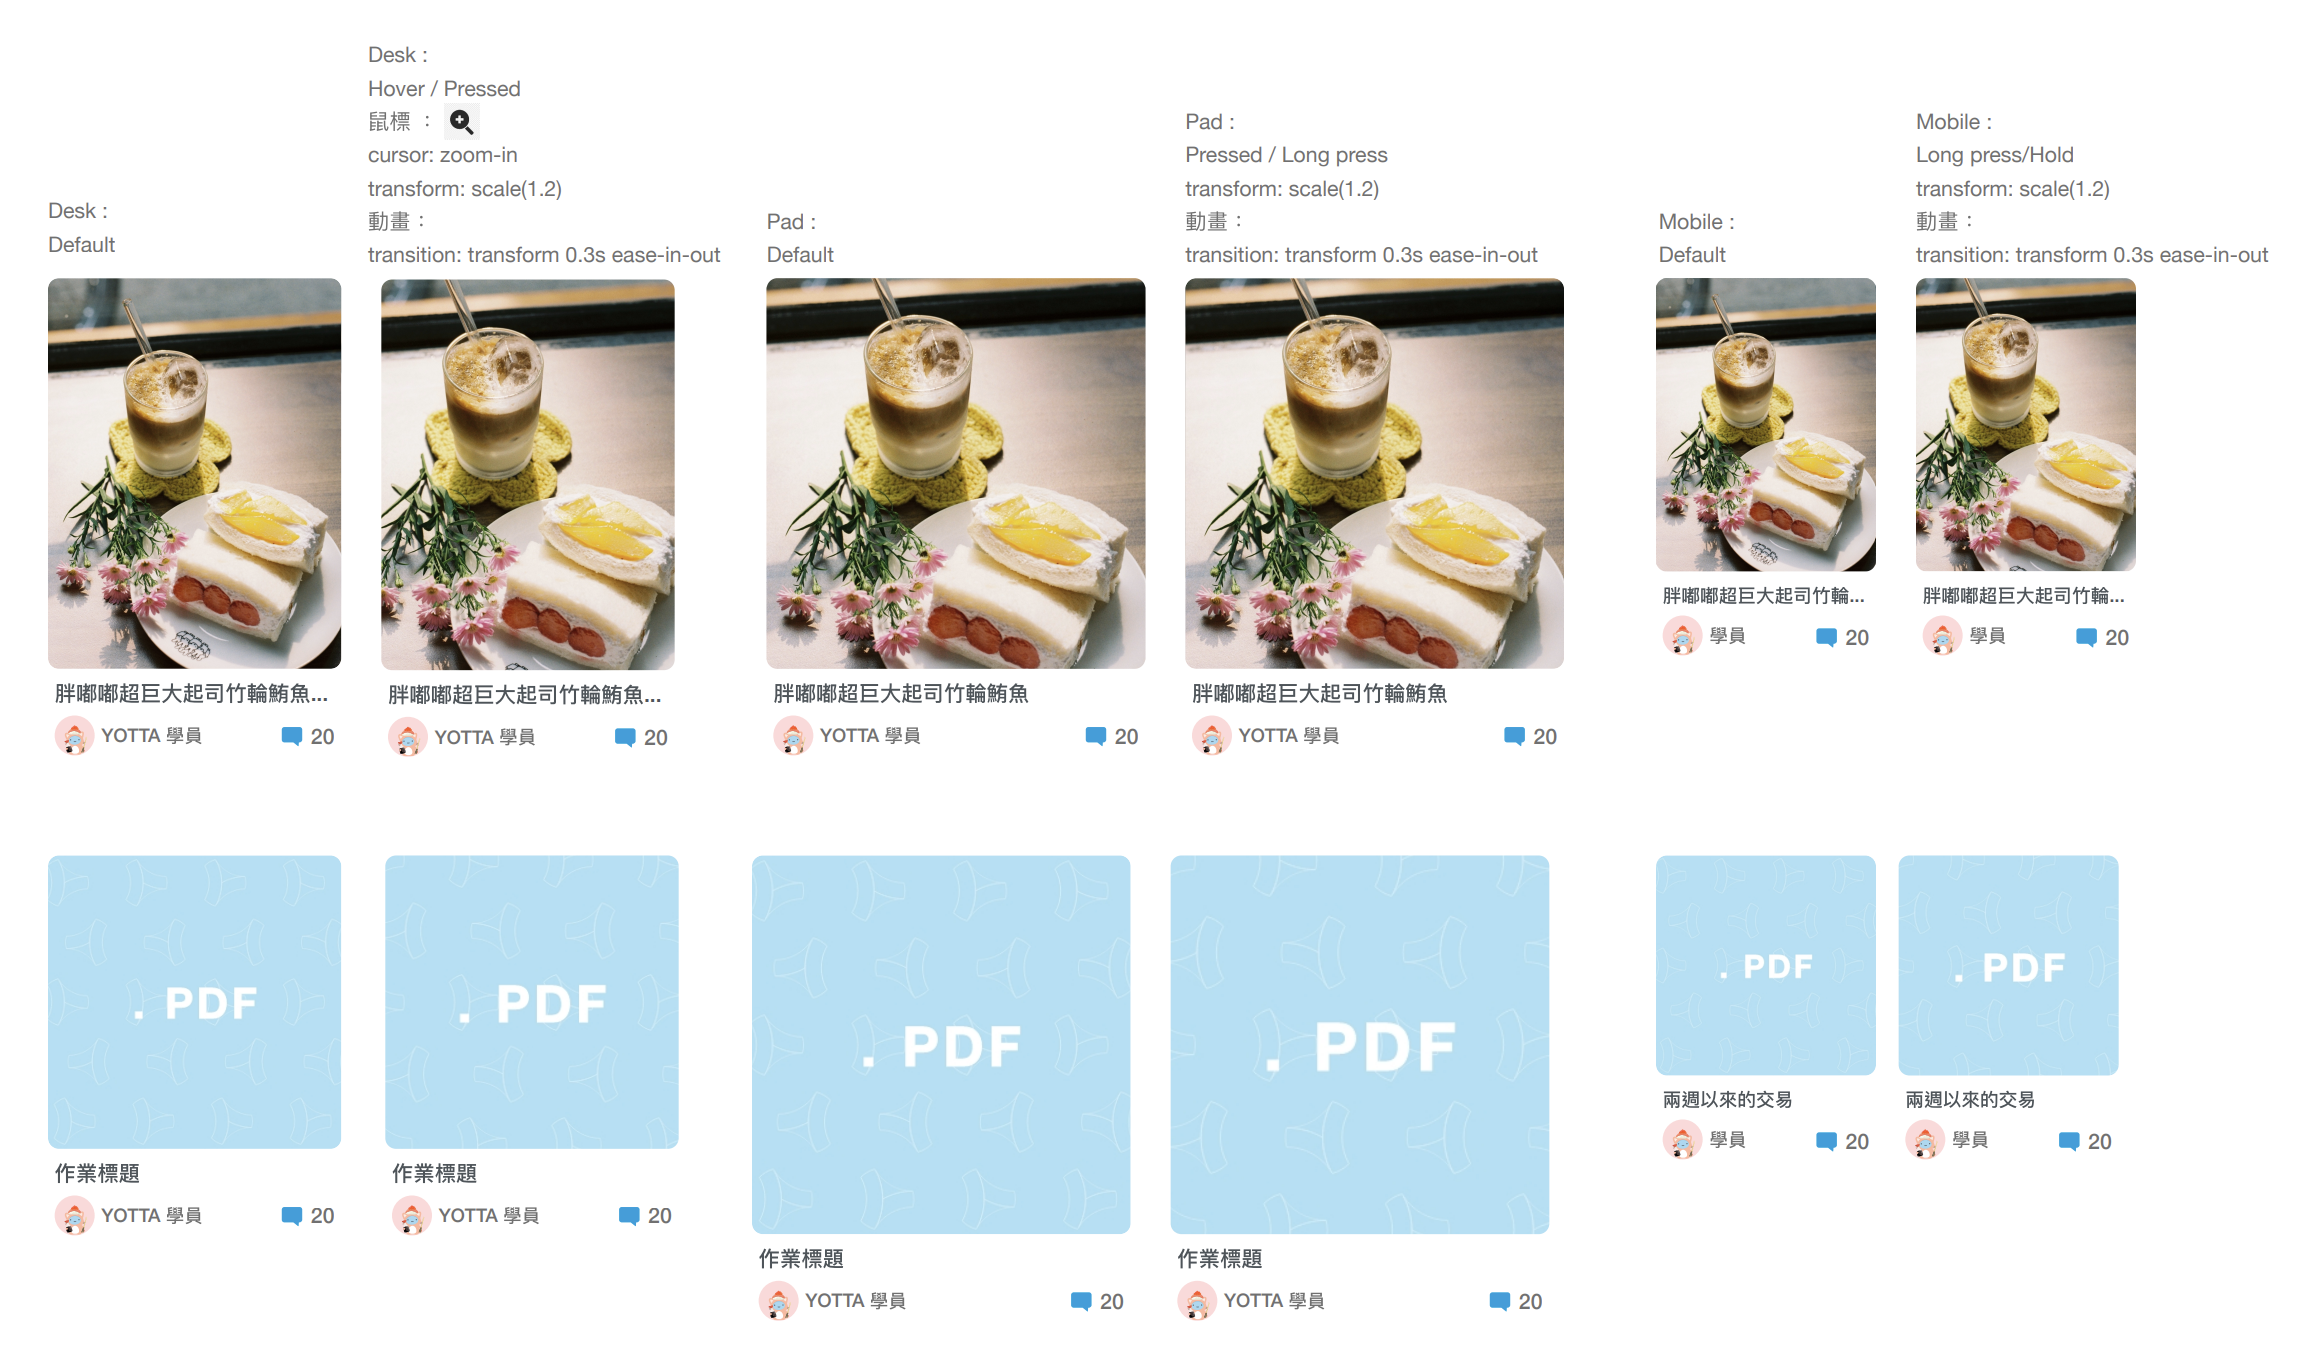 Desk :
Default
Desk :
Hover / Pressed
鼠標 ：
cursor: zoom-in
transform: scale(1.2)
動畫：
transition: transform 0.3s ease-in-out
Pad :
Default
Pad :
Pressed / Long press
transform: scale(1.2)
動畫：
transition: transform 0.3s ease-in-out
Mobile :
Default
Mobile :
Long press/Hold
transform: scale(1.2)
動畫：
transition: transform 0.3s ease-in-out
胖嘟嘟超巨大起司竹輪鮪魚...
YOTTA 學員
20
胖嘟嘟超巨大起司竹輪鮪魚...
YOTTA 學員
20
胖嘟嘟超巨大起司竹輪鮪魚
YOTTA 學員
20
胖嘟嘟超巨大起司竹輪鮪魚
YOTTA 學員
20
胖嘟嘟超巨大起司竹輪...
學員
20
胖嘟嘟超巨大起司竹輪...
學員
20
. PDF
作業標題
YOTTA 學員
20
. PDF
作業標題
YOTTA 學員
20
. PDF
作業標題
YOTTA 學員
20
. PDF
作業標題
YOTTA 學員
20
. PDF
兩週以來的交易
學員
20
. PDF
兩週以來的交易
學員
20